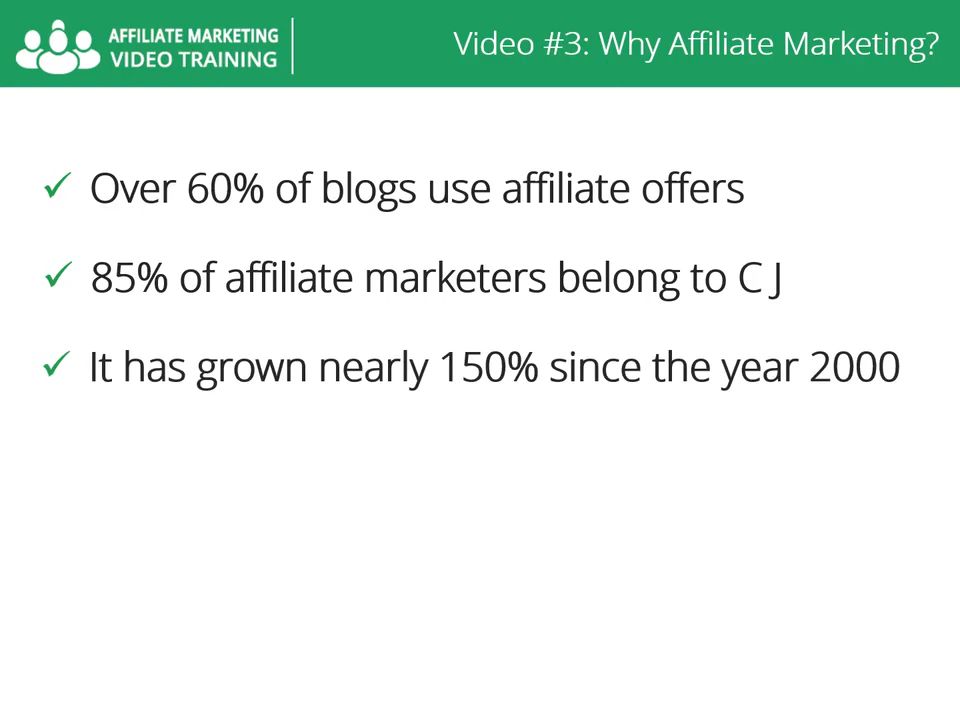 AFFILIATE MARKETING
VIDEO TRAINING
Video #3: Why Affiliate Marketing?
Over 60% of blogs use affiliate offers
85% of affiliate marketers belong to C J
It has grown nearly 150% since the year 2000